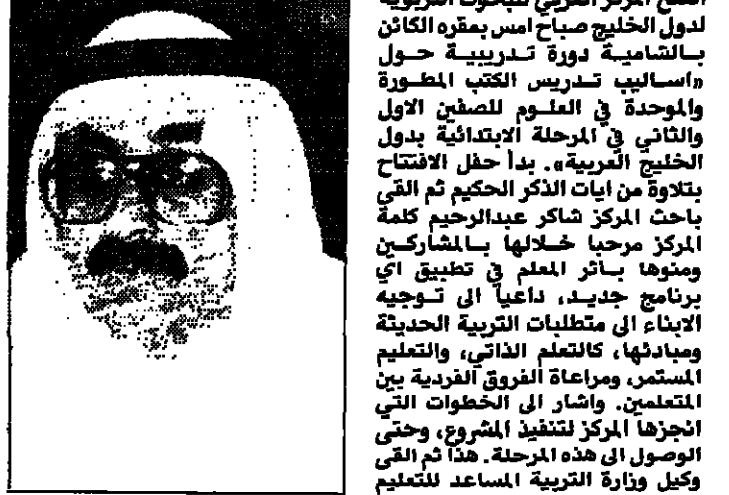 المركز العربي للبحوث التربوية
لدول الخليج صباح امس بمقره الكائن
بالشامية دورة تدريبية حول
«اساليب تدريس الكتب المطورة
والموحدة في العلوم للصفين الاول
والثاني في المرحلة الابتدائية بدول
الخليج العربية». بدأ حفل الافتتاح
بتلاوة من ايات الذكر الحكيم ثم القى
باحث المركز شاكر عبدالرحيم كلمة
المركز مرحبا خلالها بالمشاركين
ومنوها باثر المعلم في تطبيق اي
برنامج جديد، داعياً الى توجيه
الابناء الى متطلبات التربية الحديثة
ومبادئها، كالتعلم الذاتي، والتعليم
المستمر، ومراعاة الفروق الفردية بين
المتعلمين. واشار الى الخطوات التي
انجزها المركز لتنفيذ المشروع، وحتى
الوصول الى هذه المرحلة. هذا ثم القى
وكيل وزارة التربية المساعد للتعليم